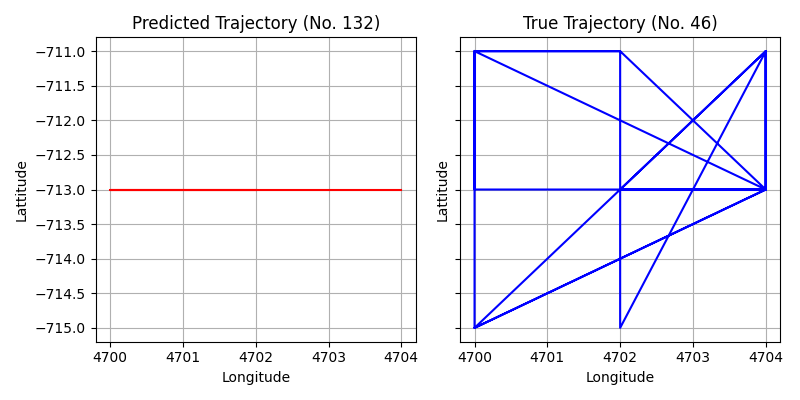 Predicted Trajectory (No. 132)
True Trajectory (No. 46)
Lattitude
−711.0
−711.5
−712.0
−712.5
−713.0
−713.5
−714.0
−714.5
−715.0
4700 4701 4702 4703 4704
Longitude
Lattitude
4700 4701 4702 4703 4704
Longitude